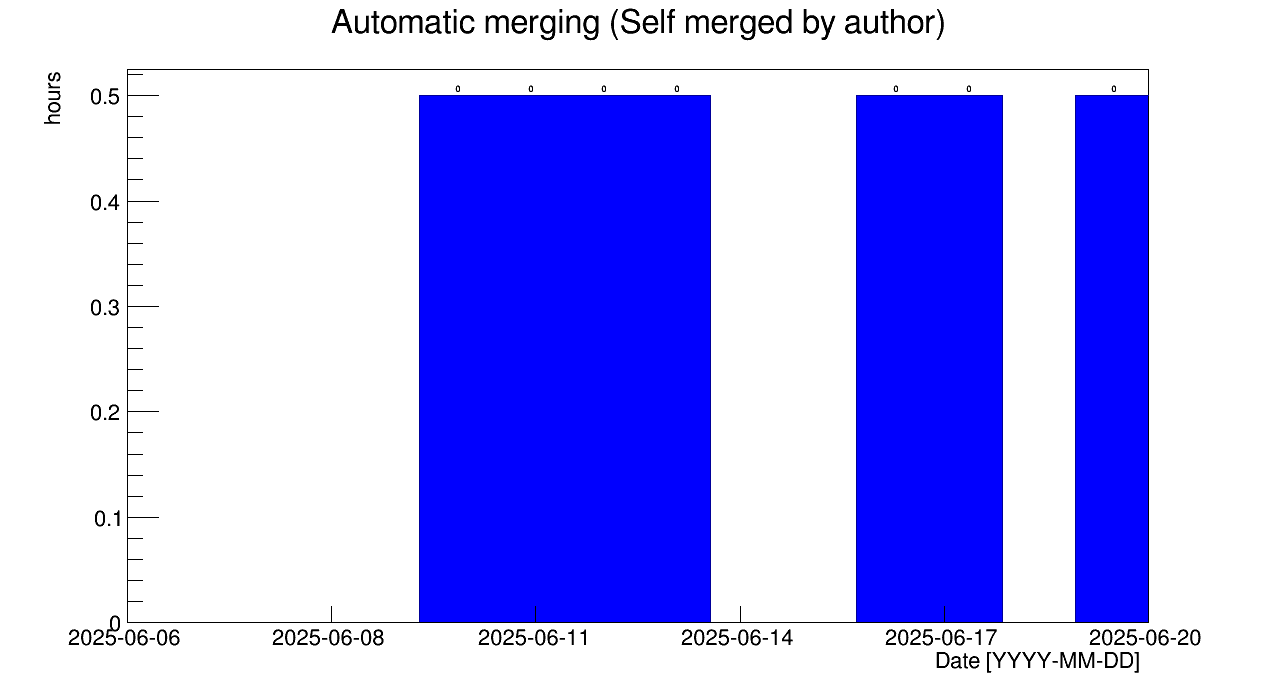 Automatic merging (Self merged by author)
hours
0.5
0.4
0.3
0.2
0.1
0
0 0 0 0 0 0 0
2025-06-06 2025-06-08 2025-06-11 2025-06-14 2025-06-17 2025-06-20
Date [YYYY-MM-DD]